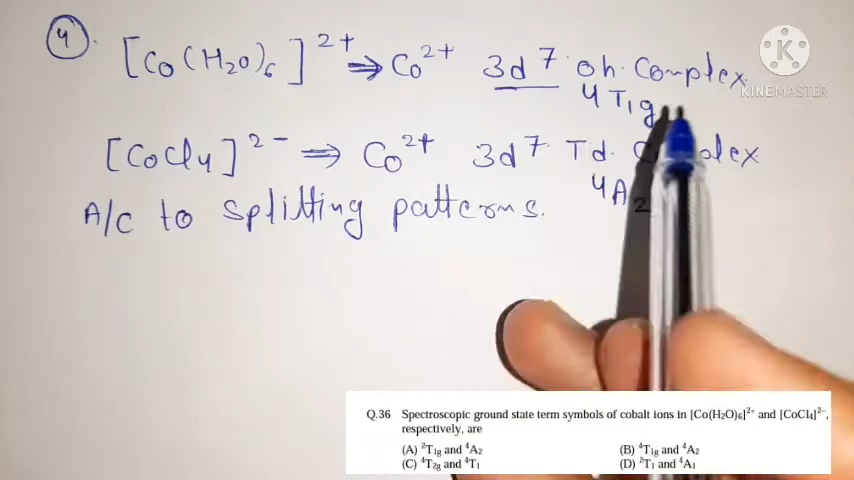 4. [Co(H2O)6]2+ ⇒ Co2+ 3d7 Oh. Complex
4T1g
[CoCl4]2- ⇒ Co2+ 3d7 Td.
4A2
A/c to splitting patterns.
K
KINEMASTER
Q.36 Spectroscopic ground state term symbols of cobalt ions in [Co(H2O)6]2+ and [CoCl4]2−,
respectively, are
(A) 2T1g and 4A2 (B) 4T1g and 4A2
(C) 4T2g and 4T1 (D) 2T1 and 4A1